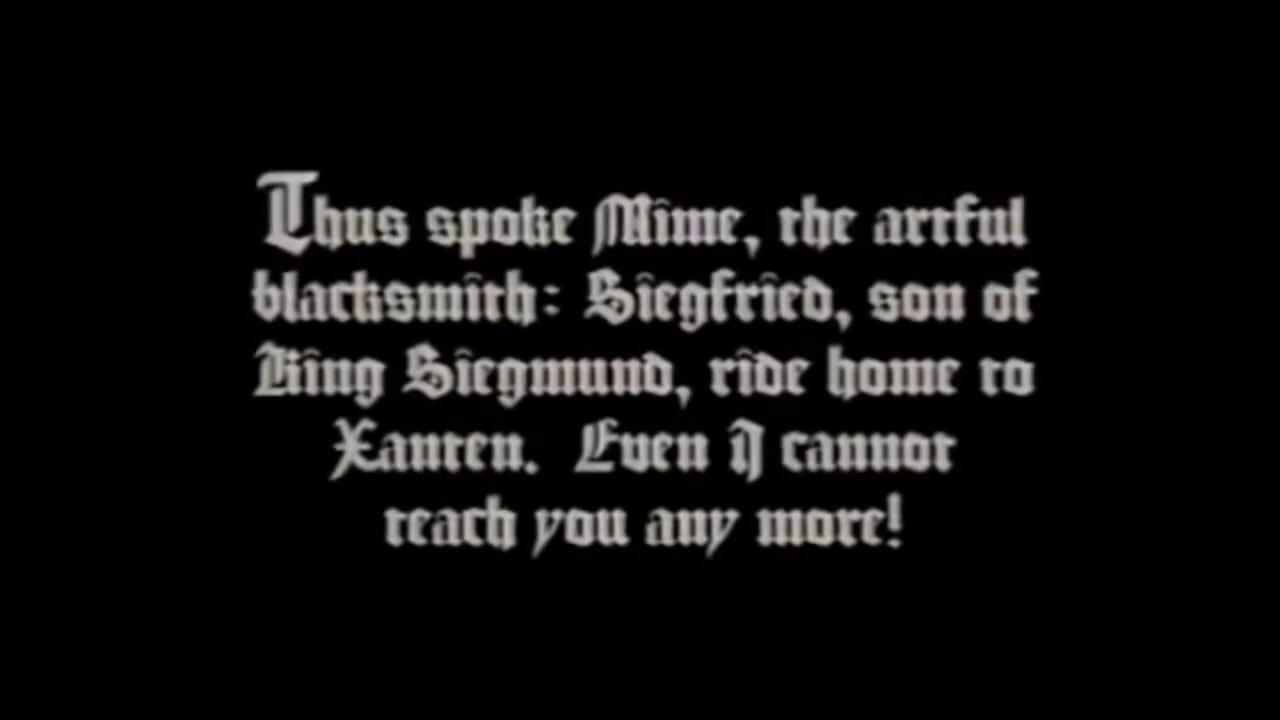 Thus spoke Mime, the artful
blacksmith: Siegfried, son of
King Siegmund, ride home to
Xanten. Even I cannot
teach you any more!